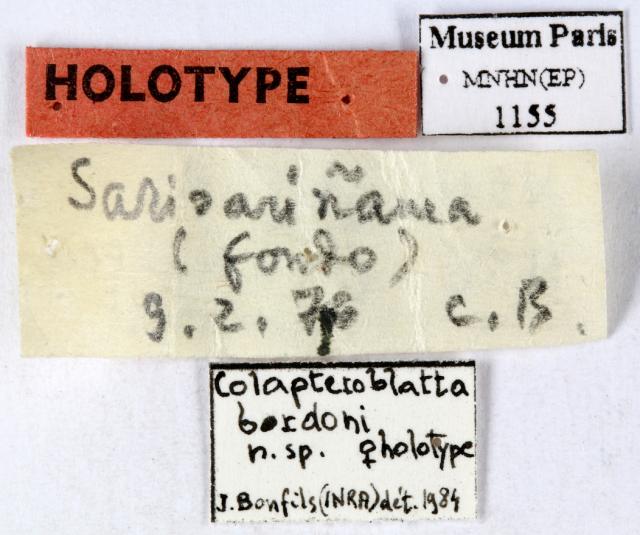 HOLOTYPE
Museum Paris
MNHN(EP)
1155
Sarisariñama
(fondo)
9.2.76 C.B.
Colapteroblatta
bordoni
n.sp. ♀holotype
J.Bonfils(INRA)dét.1984